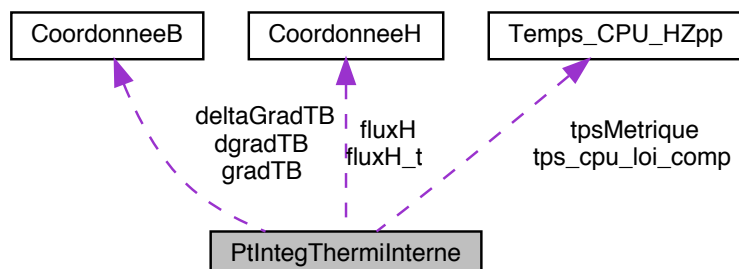 CoordonneeB
CoordonneeH
Temps_CPU_HZpp
deltaGradTB
dgradTB
gradTB
fluxH
fluxH_t
tpsMetrique
tps_cpu_loi_comp
PtIntegThermiInterne